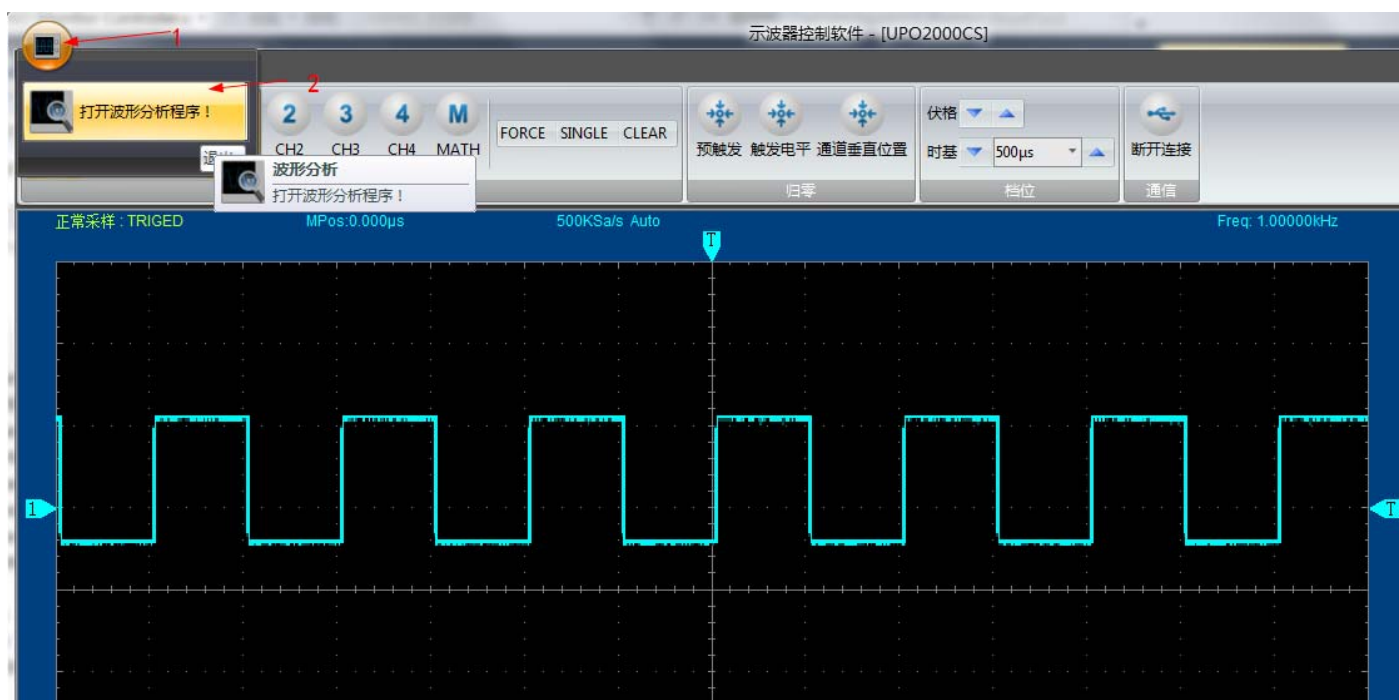 示波器控制软件 - [UPO2000CS]
1
2
打开波形分析程序！
2 3 4 M
CH2 CH3 CH4 MATH
FORCE SINGLE CLEAR
预触发 触发电平 通道垂直位置
归零
伏格
时基 500μs
档位
断开连接
通信
波形分析
打开波形分析程序！
正常采样 : TRIGED MPos:0.000μs 500KSa/s Auto Freq: 1.00000kHz
T
1
T